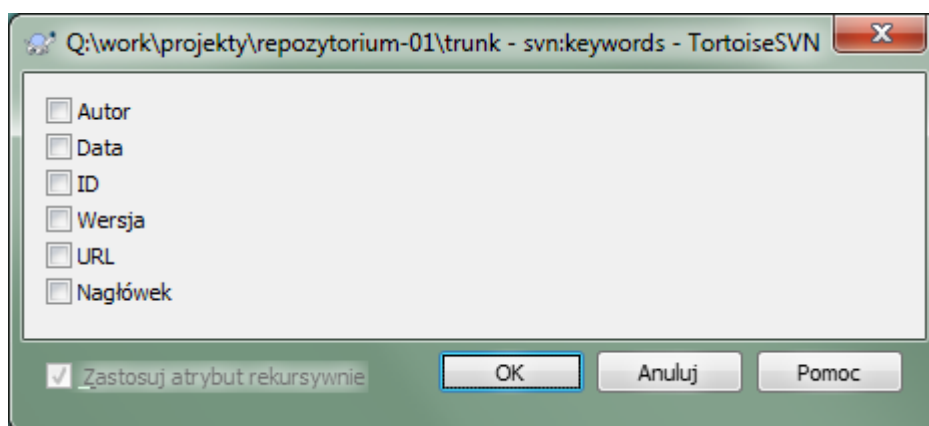 Q:\work\projekty\repozytorium-01\trunk - svn:keywords - TortoiseSVN
Autor
Data
ID
Wersja
URL
Nagłówek
Zastosuj atrybut rekursywnie OK Anuluj Pomoc